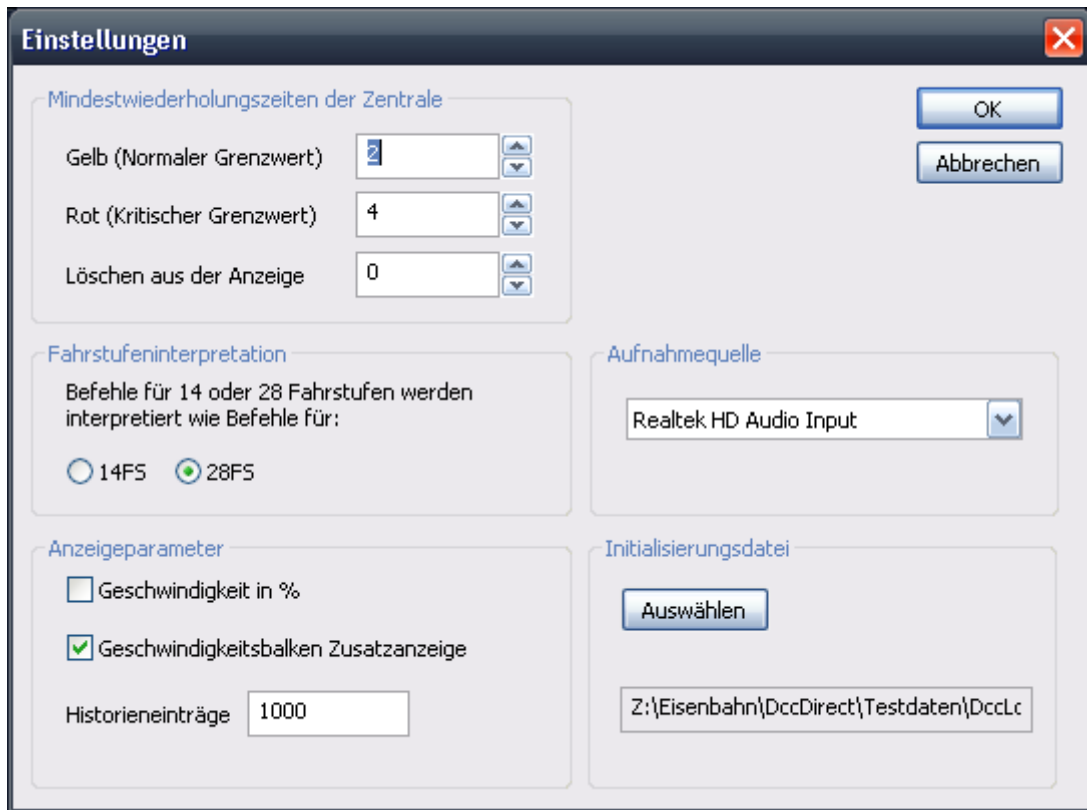 Einstellungen
Mindestwiederholungszeiten der Zentrale
Gelb (Normaler Grenzwert) 2
Rot (Kritischer Grenzwert) 4
Löschen aus der Anzeige 0
OK
Abbrechen
Fahrstufeninterpretation
Befehle für 14 oder 28 Fahrstufen werden
interpretiert wie Befehle für:
14FS 28FS
Aufnahmequelle
Realtek HD Audio Input
Anzeigeparameter
Geschwindigkeit in %
Geschwindigkeitsbalken Zusatzanzeige
Historieneinträge 1000
Initialisierungsdatei
Auswählen
Z:\Eisenbahn\DccDirect\Testdaten\DccLc